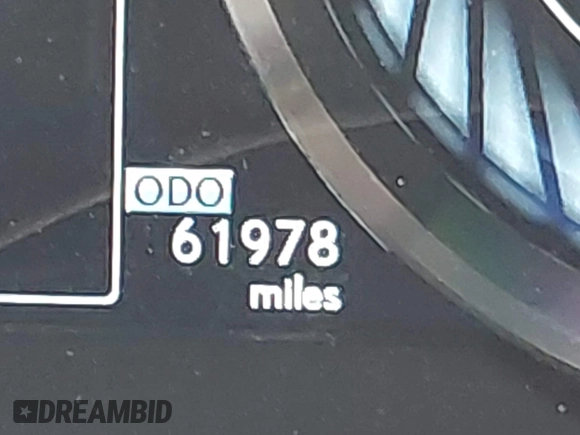 ODO
61978
miles
DREAMBID